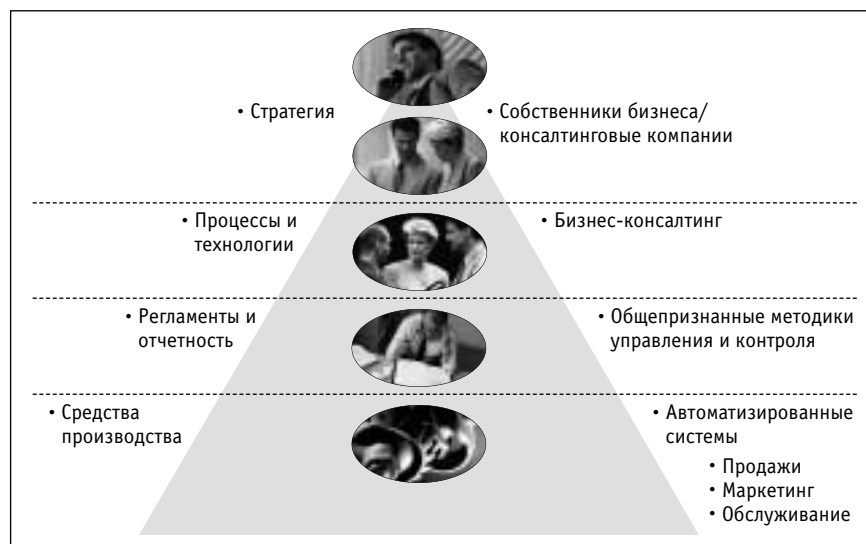 • Стратегия
• Собственники бизнеса/
консалтинговые компании
• Процессы и
технологии
• Бизнес-консалтинг
• Регламенты и
отчетность
• Общепризнанные методики
управления и контроля
• Средства
производства
• Автоматизированные
системы
• Продажи
• Маркетинг
• Обслуживание